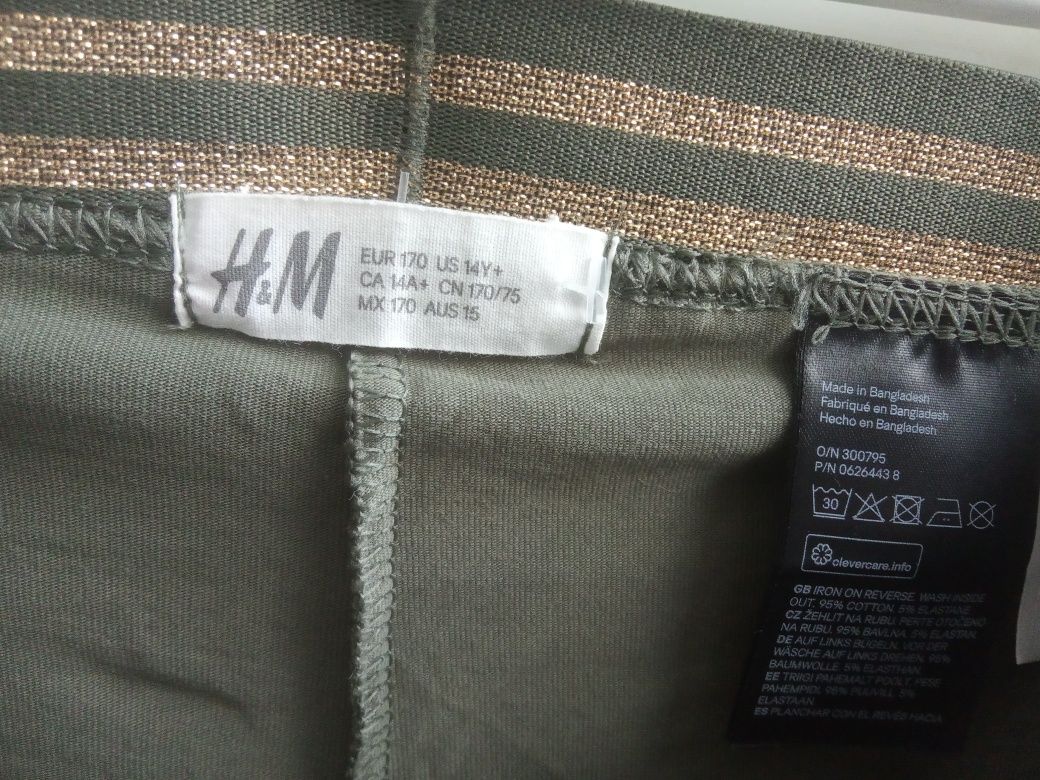 H&M
EUR 170 US 14Y+
CA 14A+ CN 170/75
MX 170 AUS 15
Made in Bangladesh
Fabriqué en Bangladesh
Hecho en Bangladesh
O/N 300795
P/N 0626443 8
30
clevercare.info
GB IRON ON REVERSE. WASH INSIDE
OUT. 95% COTTON. 5% ELASTANE
CZ ŽEHLIT NA RUBU. PERTE OTOČENO
NA RUBU. 95% BAVLNA. 5% ELASTAN.
DE AUF LINKS BÜGELN. VOR DER
WÄSCHE AUF LINKS DREHEN. 95%
BAUMWOLLE. 5% ELASTHAN
EE TRIIGI PAHEMALT POOLT. PESE
PAHEMPIDI. 95% PUUVILL. 5%
ELASTAAN
ES PLANCHAR CON EL REVÉS HACIA